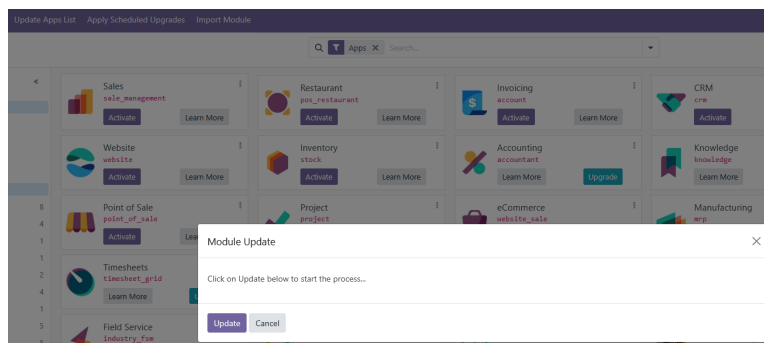 Update Apps List Apply Scheduled Upgrades Import Module
Apps Search...
Sales
sale_management
Activate Learn More
Restaurant
pos_restaurant
Activate Learn More
Invoicing
account
Activate Learn More
CRM
crm
Activate
Website
website
Activate Learn More
Inventory
stock
Activate Learn More
Accounting
accountant
Learn More Upgrade
Knowledge
knowledge
Learn More
Point of Sale
point_of_sale
Activate
Project
project
eCommerce
website_sale
Manufacturing
mrp
Timesheets
timesheet_grid
Learn More
Field Service
industry_fsm
8
4
1
1
2
4
1
5
Module Update
Click on Update below to start the process...
Update Cancel